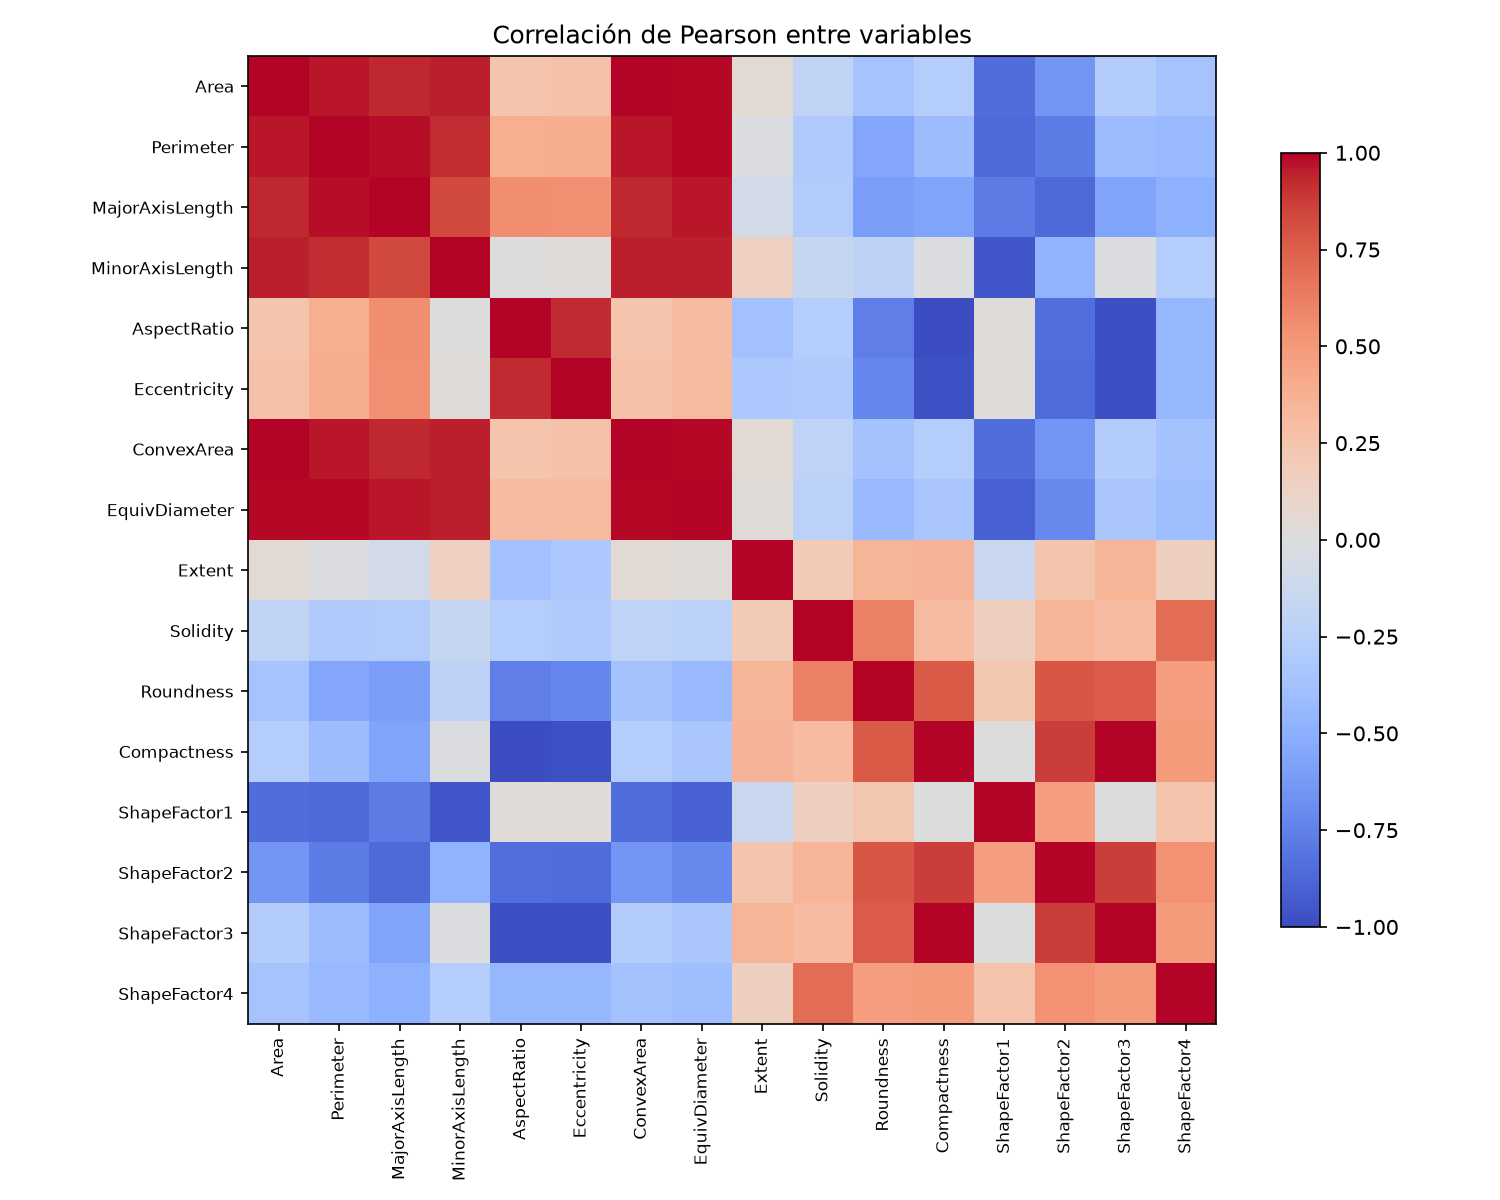 Correlación de Pearson entre variables
Area
Perimeter
MajorAxisLength
MinorAxisLength
AspectRatio
Eccentricity
ConvexArea
EquivDiameter
Extent
Solidity
Roundness
Compactness
ShapeFactor1
ShapeFactor2
ShapeFactor3
ShapeFactor4
Area
Perimeter
MajorAxisLength
MinorAxisLength
AspectRatio
Eccentricity
ConvexArea
EquivDiameter
Extent
Solidity
Roundness
Compactness
ShapeFactor1
ShapeFactor2
ShapeFactor3
ShapeFactor4
1.00
0.75
0.50
0.25
0.00
−0.25
−0.50
−0.75
−1.00